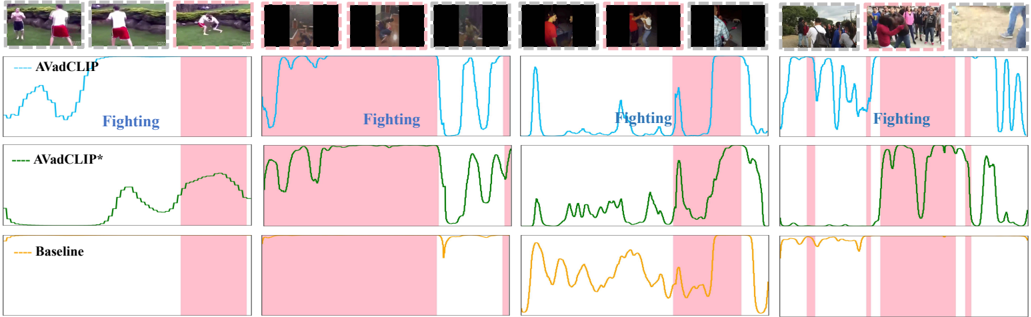 AVadCLIP
Fighting
Fighting
Fighting
Fighting
AVadCLIP*
Baseline